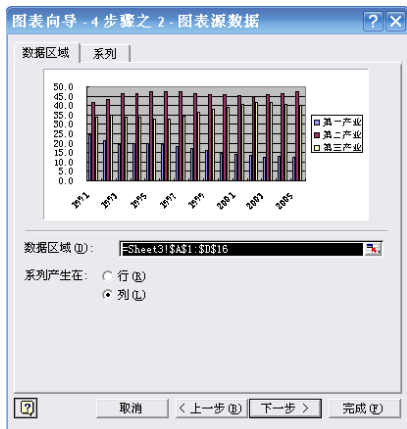 图表向导 - 4 步骤之 2 - 图表源数据
数据区域 系列
50.0
45.0
40.0
35.0
30.0
25.0
20.0
15.0
10.0
5.0
0.0
第一产业
第二产业
第三产业
1991 1993 1995 1997 1999 2001 2003 2005
数据区域(D): =Sheet3!$A$1:$D$16
系列产生在: 行(R)
列(L)
取消 < 上一步(B) 下一步 > 完成(F)